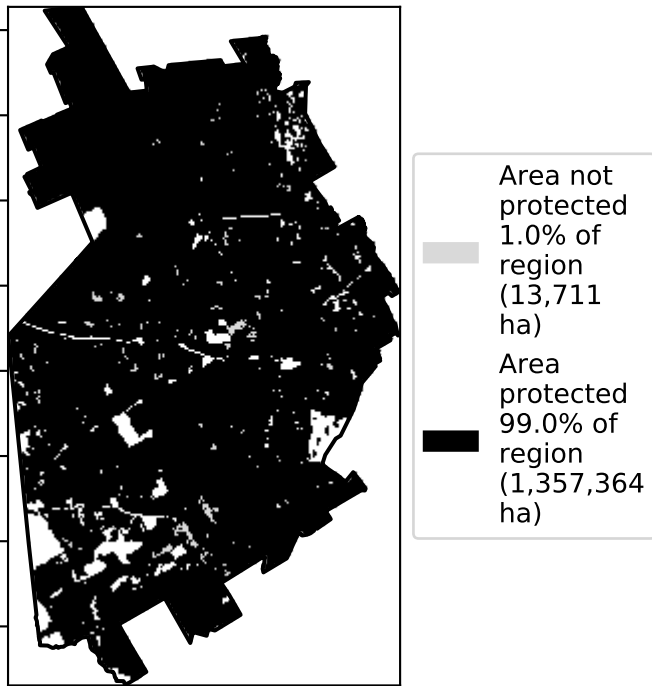 Area not
protected
1.0% of
region
(13,711
ha)
Area
protected
99.0% of
region
(1,357,364
ha)